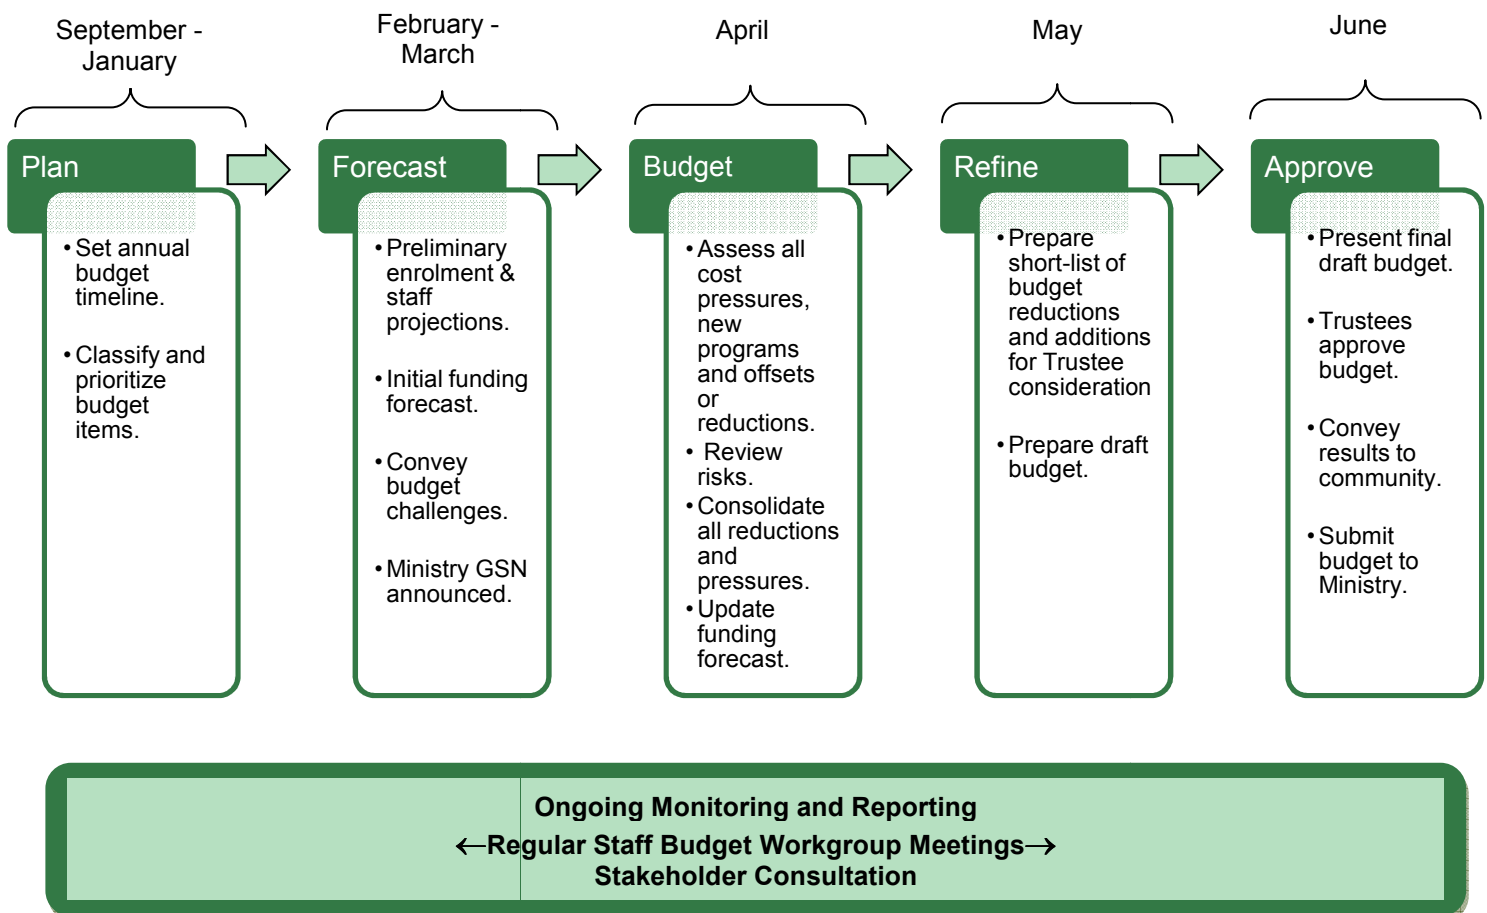 September -
January
February -
March
April
May
June
Plan
Forecast
Budget
Refine
Approve
• Set annual
budget
timeline.
• Classify and
prioritize
budget
items.
• Preliminary
enrolment &
staff
projections.
• Initial funding
forecast.
• Convey
budget
challenges.
• Ministry GSN
announced.
• Assess all
cost
pressures,
new
programs
and offsets
or
reductions.
• Review
risks.
• Consolidate
all reductions
and
pressures.
• Update
funding
forecast.
• Prepare
short-list of
budget
reductions
and additions
for Trustee
consideration
• Prepare draft
budget.
• Present final
draft budget.
• Trustees
approve
budget.
• Convey
results to
community.
• Submit
budget to
Ministry.
Ongoing Monitoring and Reporting
←Regular Staff Budget Workgroup Meetings→
Stakeholder Consultation